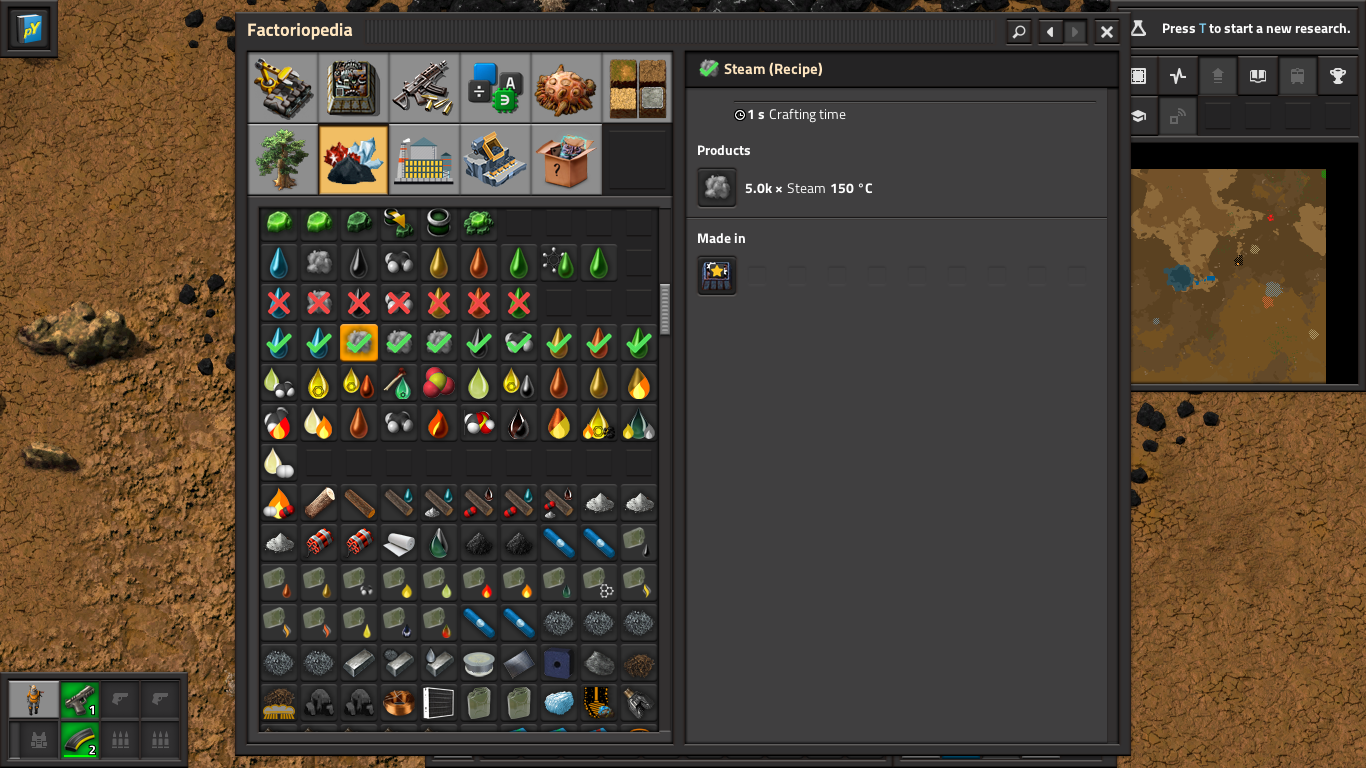 pY
Factoriopedia
Press T to start a new research.
A
Steam (Recipe)
1 s Crafting time
Products
5.0k × Steam 150 °C
Made in
?
1
2